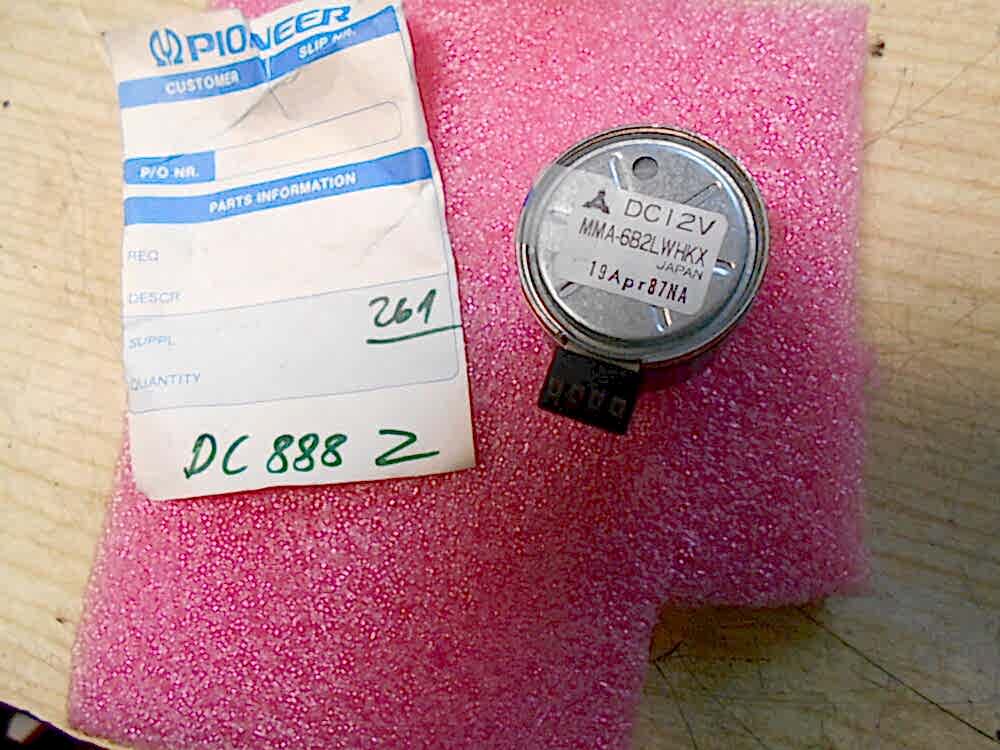 PIONEER
CUSTOMER SLIP NR.
P/O NR.
PARTS INFORMATION
REQ
DESCR
261
SUPPL
QUANTITY
DC 888 Z
DC12V
MMA-6B2LWHKX
JAPAN
19Apr87NA